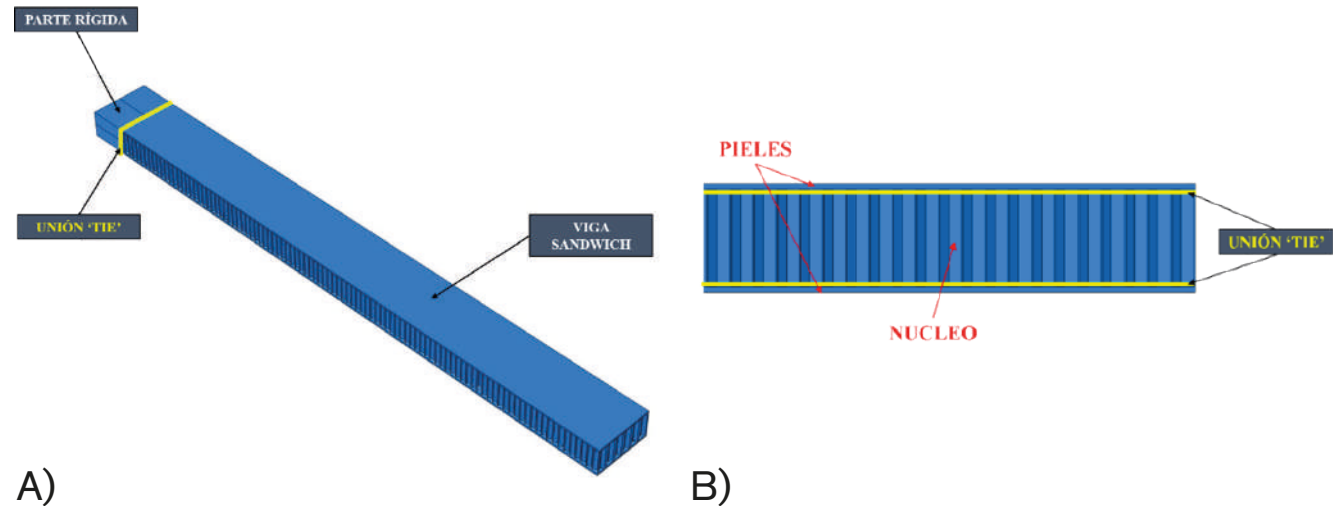 PARTE RÍGIDA
UNIÓN ‘TIE’
VIGA
SANDWICH
A)
PIELES
UNIÓN ‘TIE’
NUCLEO
B)